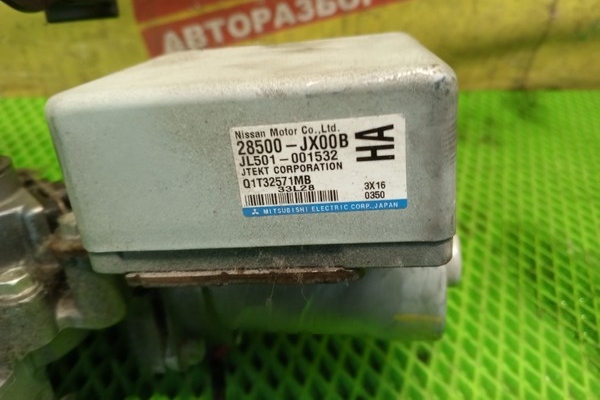 АВТОРАЗБОР
Nissan Motor Co.,Ltd.
28500-JX00B
HA
JL501-001532
JTEKT CORPORATION
Q1T32571MB
33L28
3X16
0350
MITSUBISHI ELECTRIC CORP., JAPAN